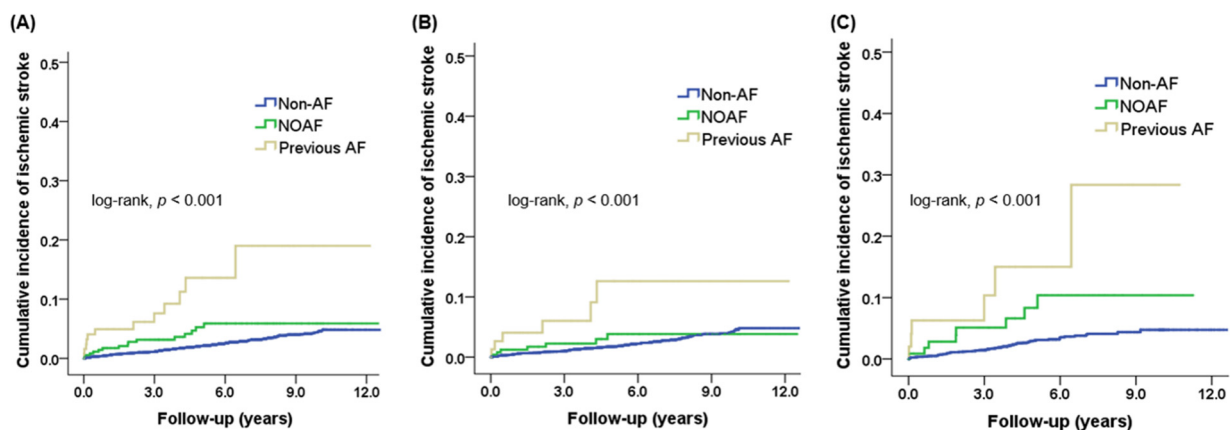 (A)
Cumulative incidence of ischemic stroke
0.5
0.4
0.3
0.2
0.1
0.0
Non-AF
NOAF
Previous AF
log-rank, p < 0.001
0.0 3.0 6.0 9.0 12.0
Follow-up (years)
(B)
Cumulative incidence of ischemic stroke
0.5
0.4
0.3
0.2
0.1
0.0
Non-AF
NOAF
Previous AF
log-rank, p < 0.001
0.0 3.0 6.0 9.0 12.0
Follow-up (years)
(C)
Cumulative incidence of ischemic stroke
0.5
0.4
0.3
0.2
0.1
0.0
Non-AF
NOAF
Previous AF
log-rank, p < 0.001
0.0 3.0 6.0 9.0 12.0
Follow-up (years)